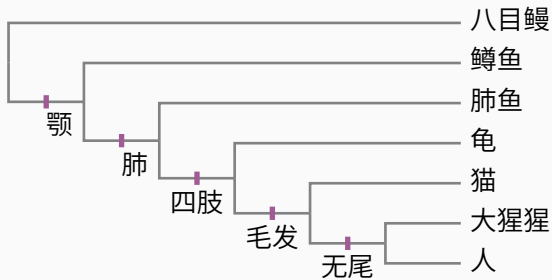 八目鳗
鳟鱼
肺鱼
龟
猫
大猩猩
人
颚
肺
四肢
毛发
无尾